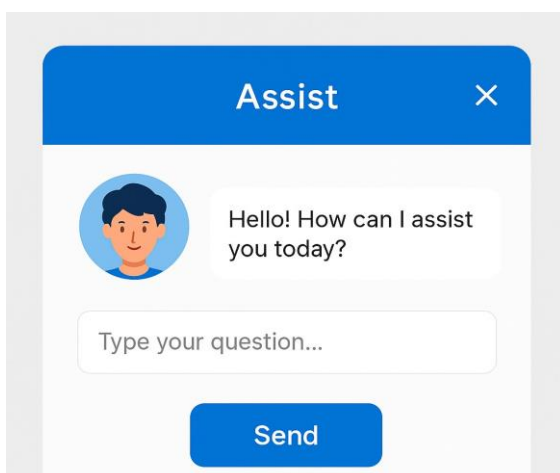 Assist
Hello! How can I assist
you today?
Type your question...
Send